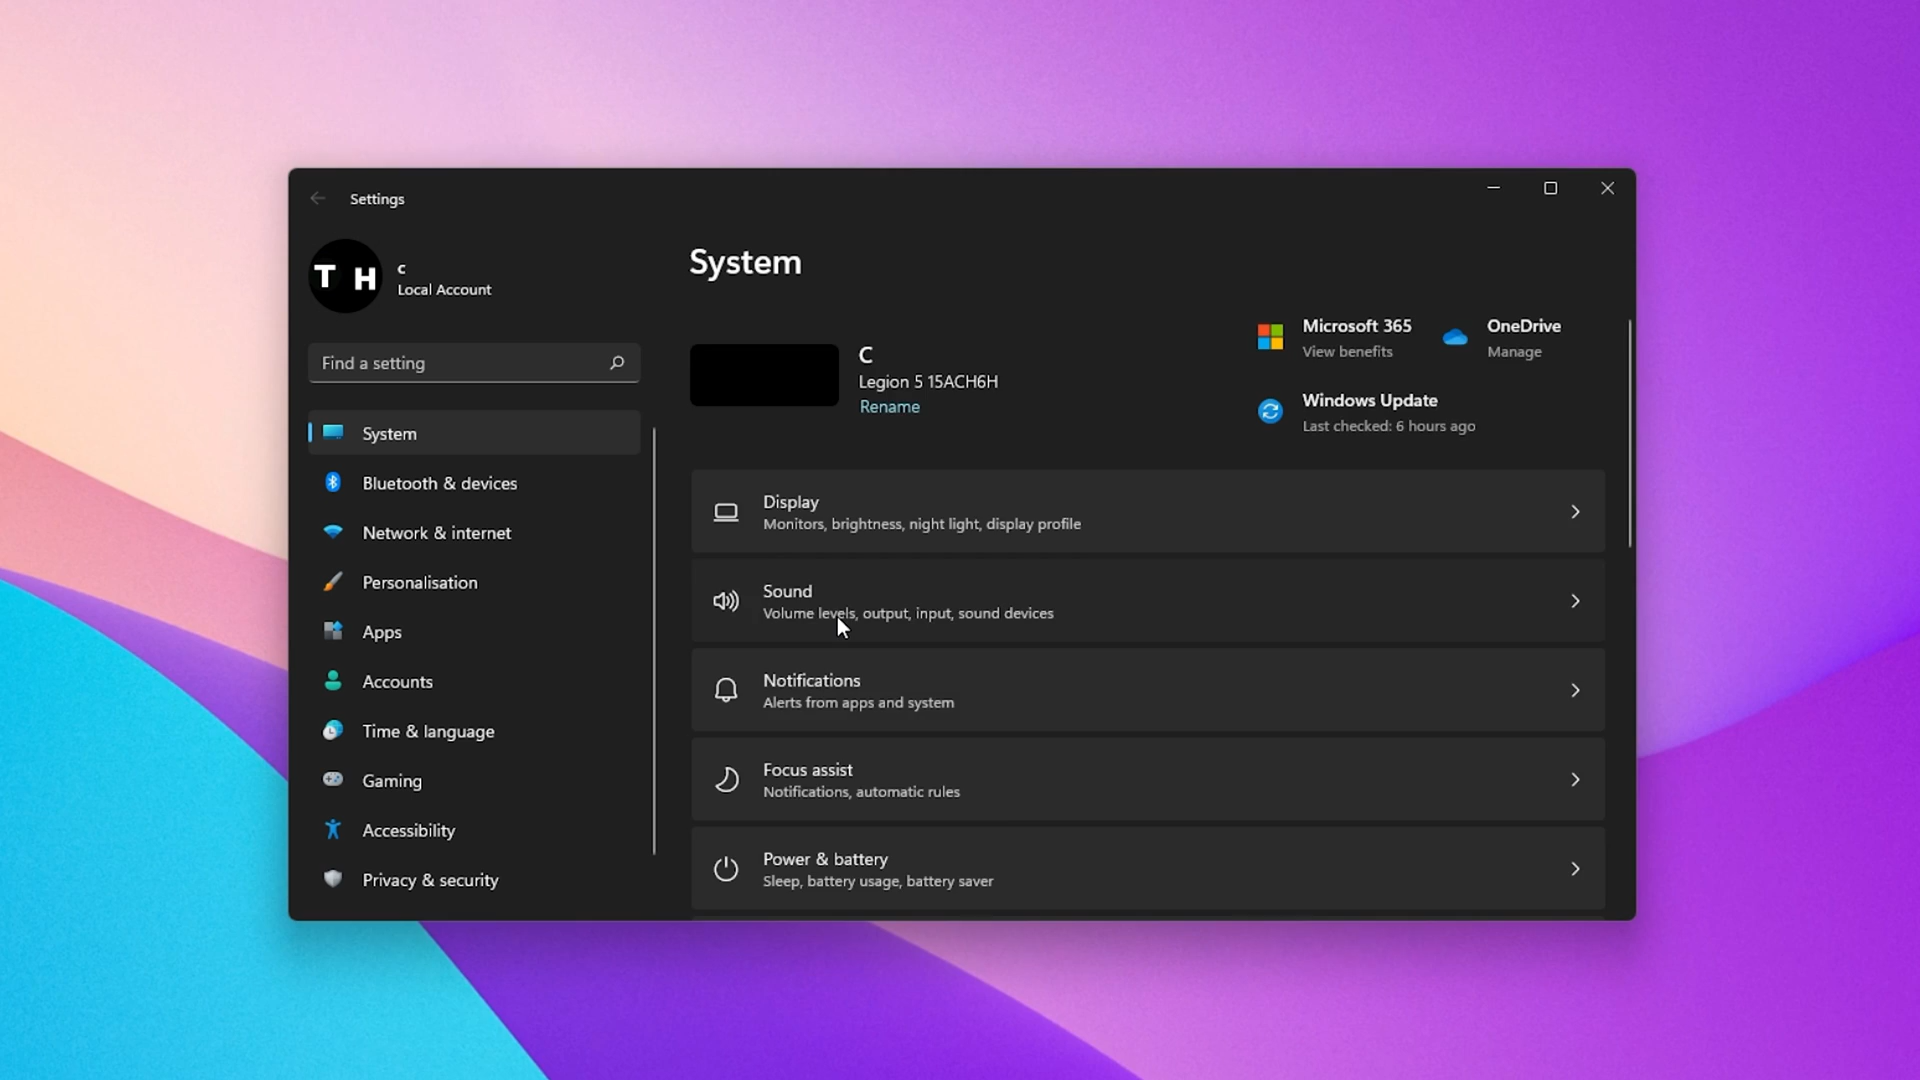 Settings
T H
C
Local Account
Find a setting
System
Bluetooth & devices
Network & internet
Personalisation
Apps
Accounts
Time & language
Gaming
Accessibility
Privacy & security
System
C
Legion 5 15ACH6H
Rename
Microsoft 365
View benefits
OneDrive
Manage
Windows Update
Last checked: 6 hours ago
Display
Monitors, brightness, night light, display profile
Sound
Volume levels, output, input, sound devices
Notifications
Alerts from apps and system
Focus assist
Notifications, automatic rules
Power & battery
Sleep, battery usage, battery saver